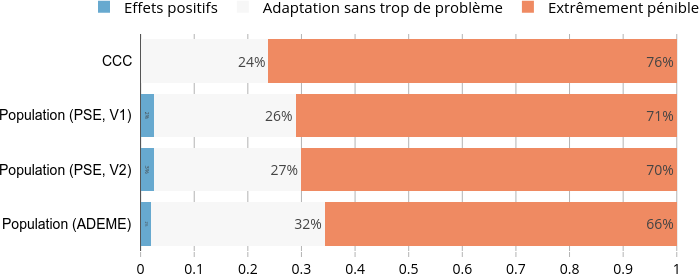 Effets positifs Adaptation sans trop de problème Extrêmement pénible
CCC 24% 76%
Population (PSE, V1) 26% 71%
Population (PSE, V2) 27% 70%
Population (ADEME) 32% 66%
0 0.1 0.2 0.3 0.4 0.5 0.6 0.7 0.8 0.9 1